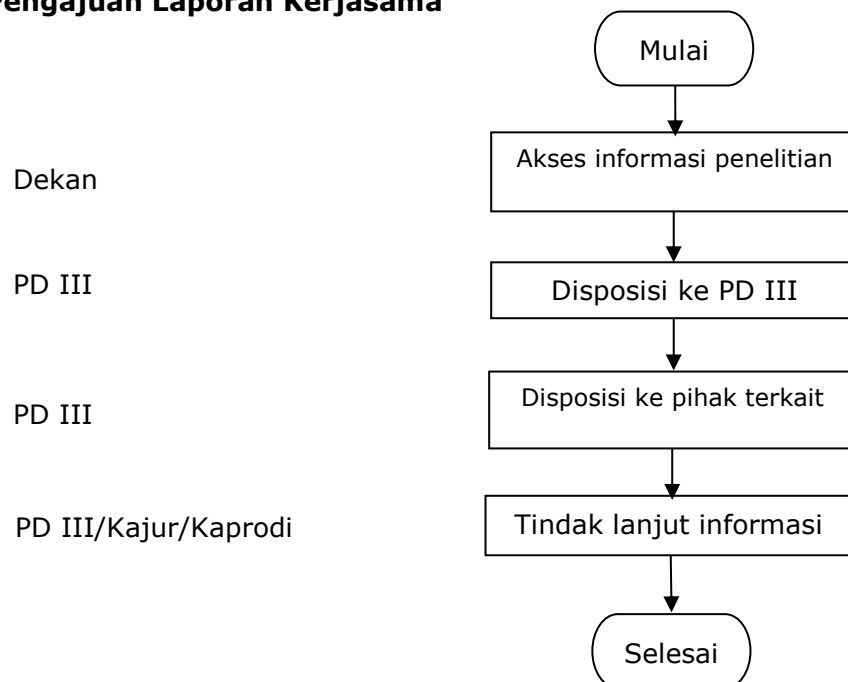 Pengajuan Laporan Kerjasama
Mulai
Dekan
Akses informasi penelitian
PD III
Disposisi ke PD III
PD III
Disposisi ke pihak terkait
PD III/Kajur/Kaprodi
Tindak lanjut informasi
Selesai